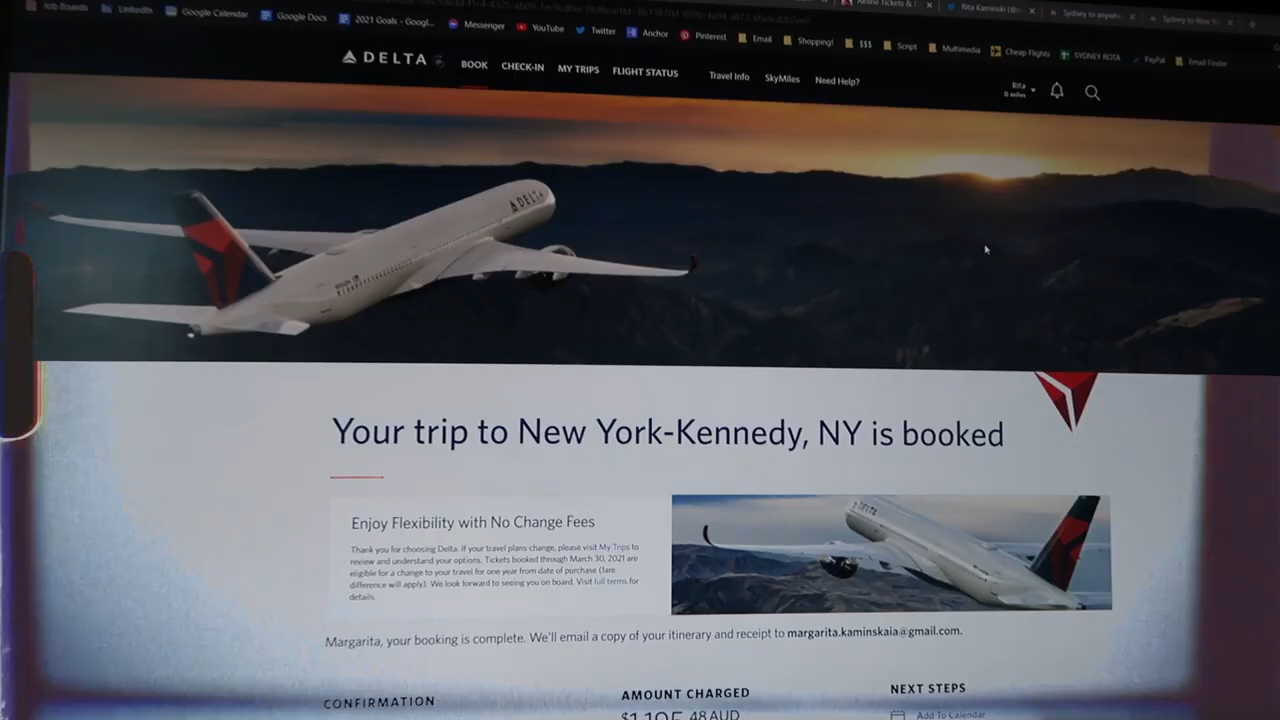 Job Boards LinkedIn Google Calendar Google Docs 2021 Goals - Googl... Messenger YouTube Twitter Anchor Pinterest Email Shopping! $$$ Script Multimedia Cheap Flights SYDNEY ROTA PayPal Email Finder
DELTA BOOK CHECK-IN MY TRIPS FLIGHT STATUS Travel Info SkyMiles Need Help?
Rita
0 miles
DELTA
Your trip to New York-Kennedy, NY is booked
Enjoy Flexibility with No Change Fees
Thank you for choosing Delta. If your travel plans change, please visit My Trips to
review and understand your options. Tickets booked through March 30, 2021 are
eligible for a change to your travel for one year from date of purchase (fare
difference will apply). We look forward to seeing you on board. Visit full terms for
details.
DELTA
Margarita, your booking is complete. We'll email a copy of your itinerary and receipt to margarita.kaminskaia@gmail.com.
CONFIRMATION
AMOUNT CHARGED
NEXT STEPS
Add To Calendar